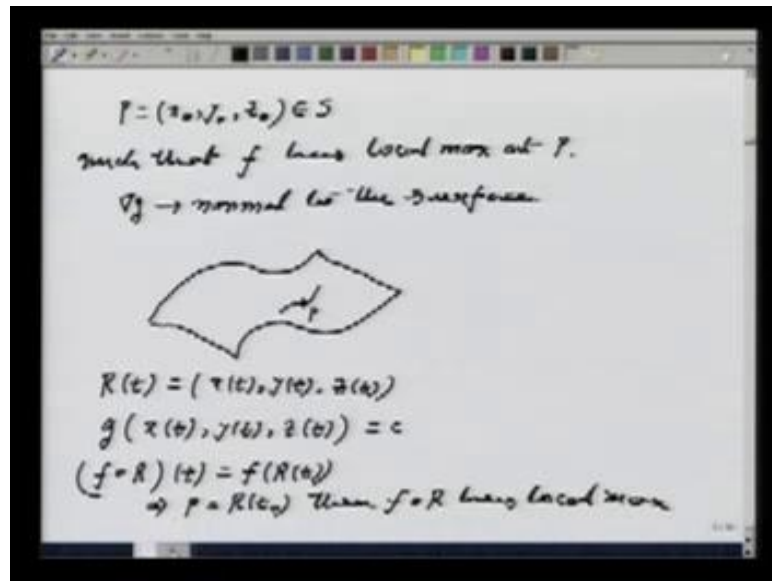 P = (x₀, y₀, z₀) ∈ S
such that f has local max at P.
∇g → normal to the surface
P
R(t) = (x(t), y(t), z(t))
g(x(t), y(t), z(t)) = c
(f∘R)(t) = f(R(t))
⇒ P = R(t₀) then f∘R has local max